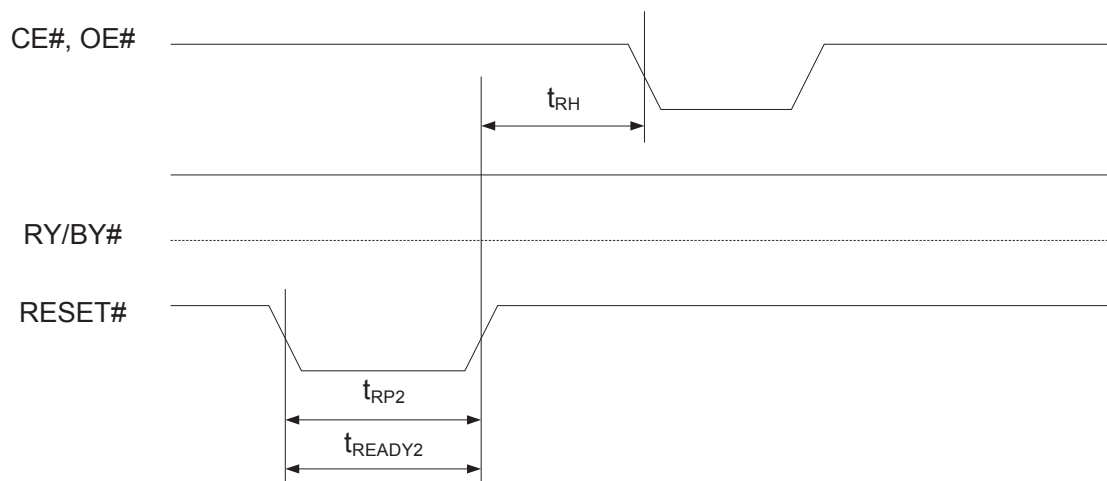 CE#, OE#
tRH
RY/BY#
RESET#
tRP2
tREADY2